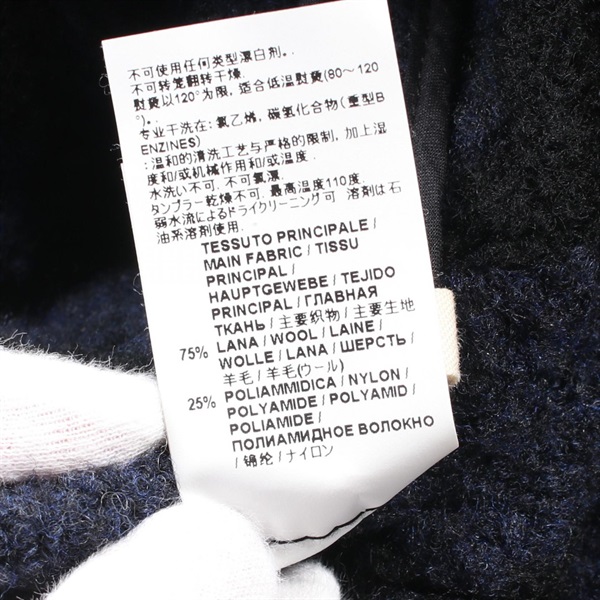 不可使用任何类型漂白剂。
不可转笼翻转干燥.
熨烫以120°为限, 适合低温熨烫(80~120
°)。
专业干洗在: 氯乙烯, 碳氢化合物 (重型B
ENZINES)
: 温和的清洗工艺与严格的限制, 加上湿
度和/或机械作用和/或温度.
水洗い不可. 不可氯漂.
タンブラー乾燥不可. 最高温度110度.
弱水流によるドライクリーニング可 溶剤は石
油系溶剤使用.
TESSUTO PRINCIPALE /
MAIN FABRIC / TISSU
PRINCIPAL /
HAUPTGEWEBE / TEJIDO
PRINCIPAL / ГЛАВНАЯ
ТКАНЬ / 主要织物 / 主要生地
75% LANA / WOOL / LAINE /
WOLLE / LANA / ШЕРСТЬ /
羊毛 / 羊毛(ウール)
25% POLIAMMIDICA / NYLON /
POLYAMIDE / POLYAMID /
POLIAMIDE /
ПОЛИАМИДНОЕ ВОЛОКНО
/ 锦纶 / ナイロン